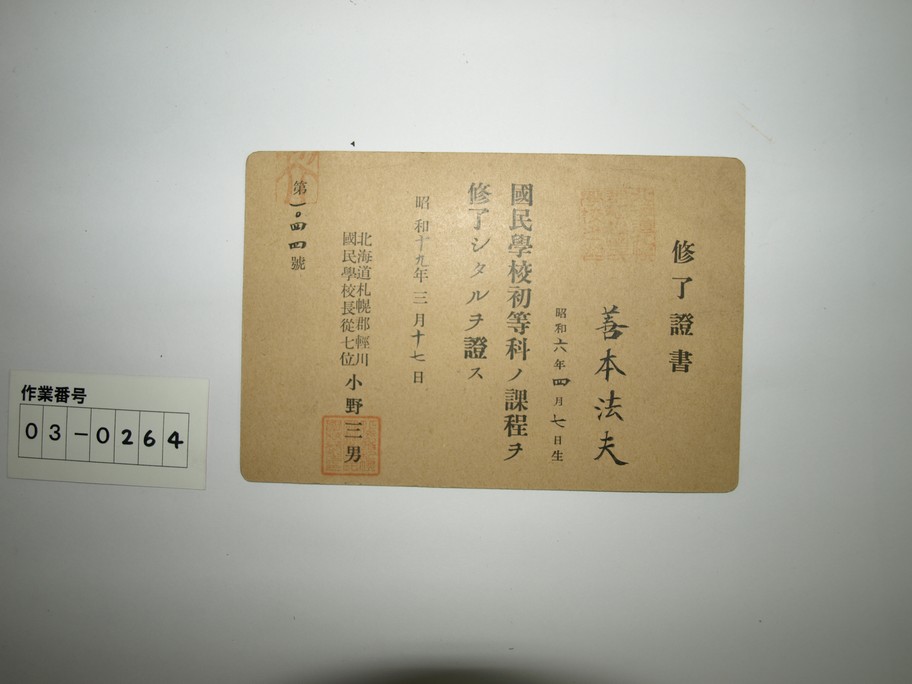 修了證書
善本法夫
昭和六年四月七日生
國民學校初等科ノ課程ヲ
修了シタルヲ證ス
昭和十九年三月十七日
北海道札幌郡輕川
國民學校長從七位 小野三男
第一〇四四號
作業番号
03-0264